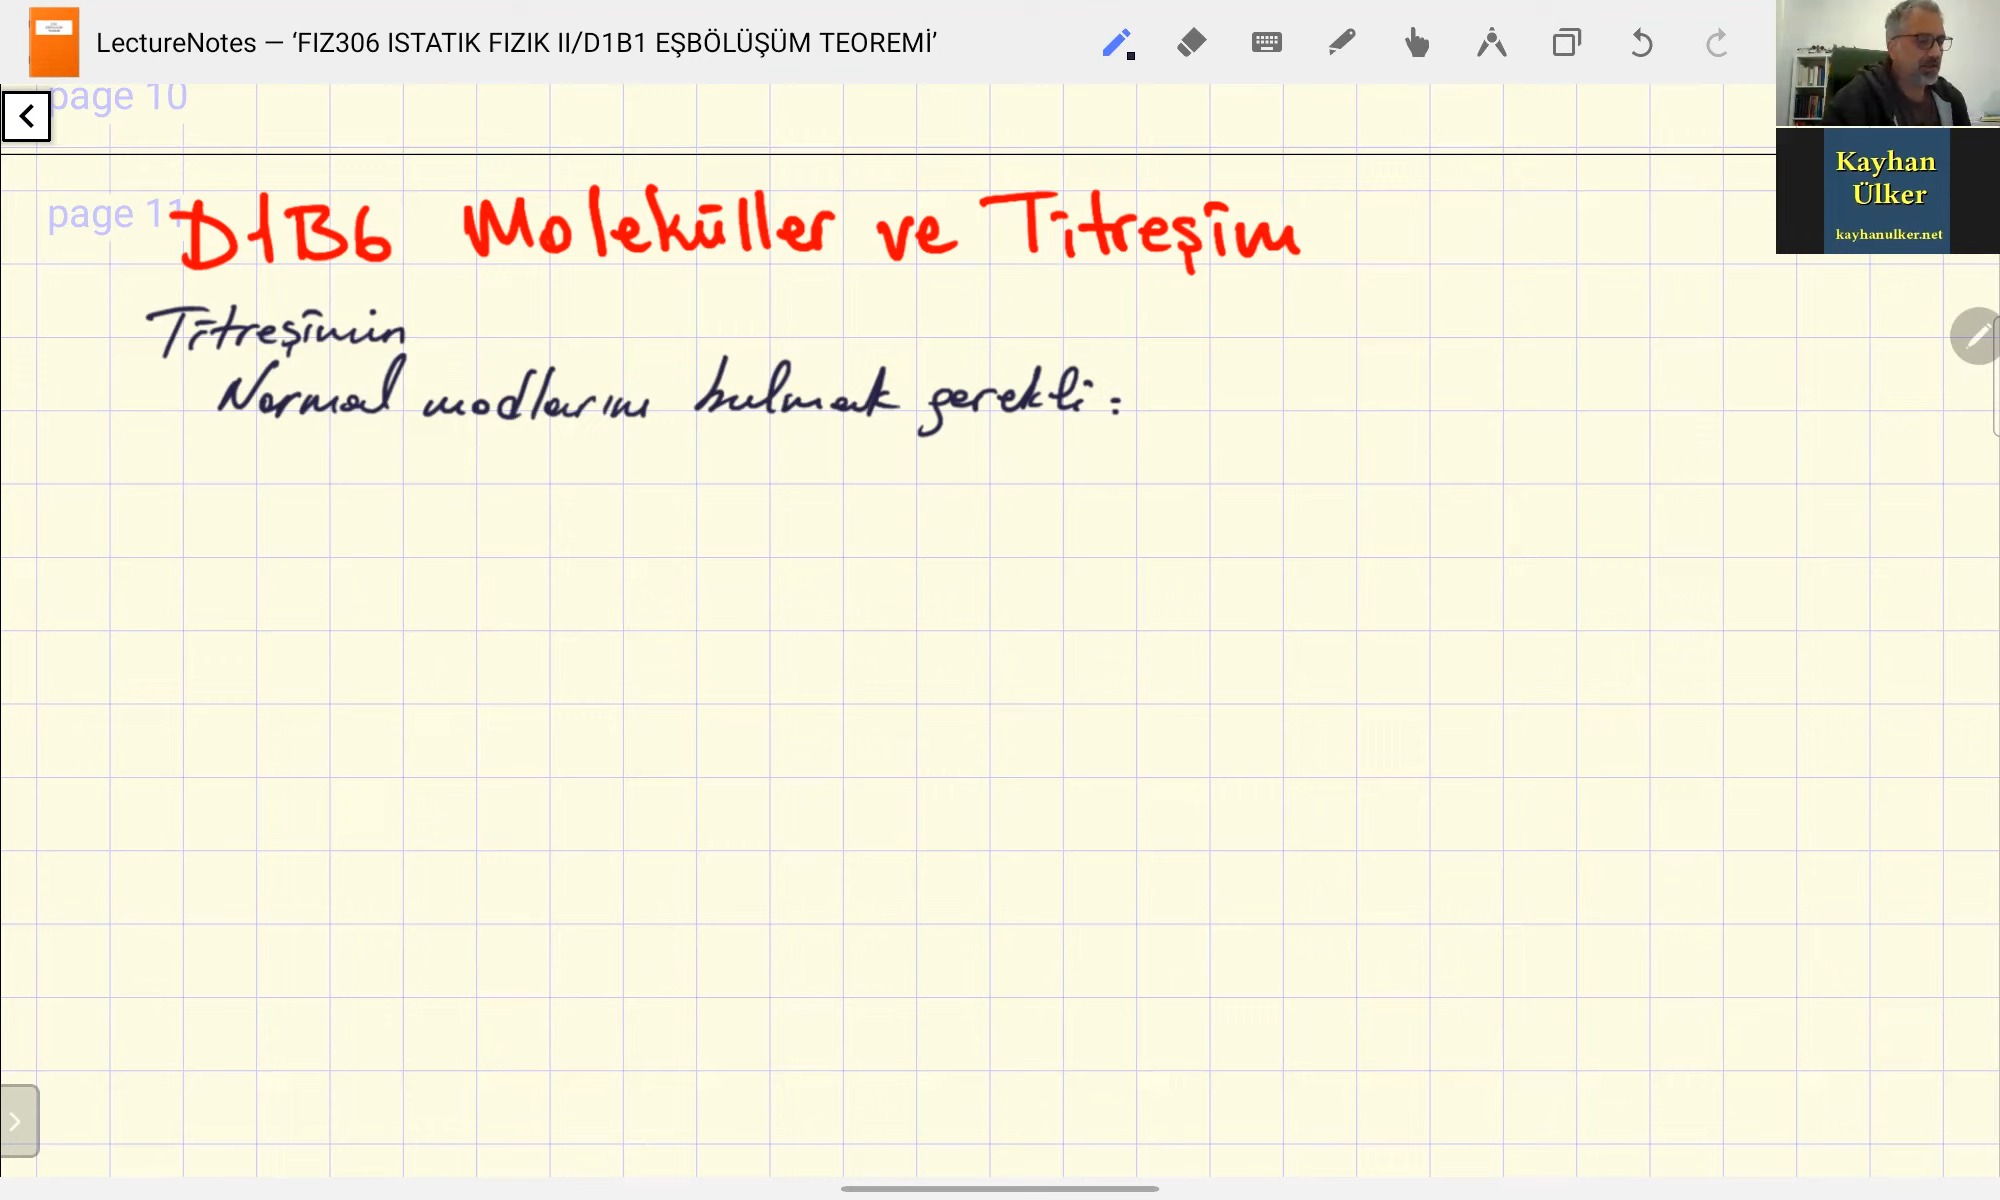 LectureNotes — ‘FIZ306 ISTATIK FIZIK II/D1B1 EŞBÖLÜŞÜM TEOREMİ’
page 10
Kayhan
Ülker
kayhanulker.net
page 11
D1B6 Moleküller ve Titreşim
Titreşimin
Normal modlarını bulmak gerekli: